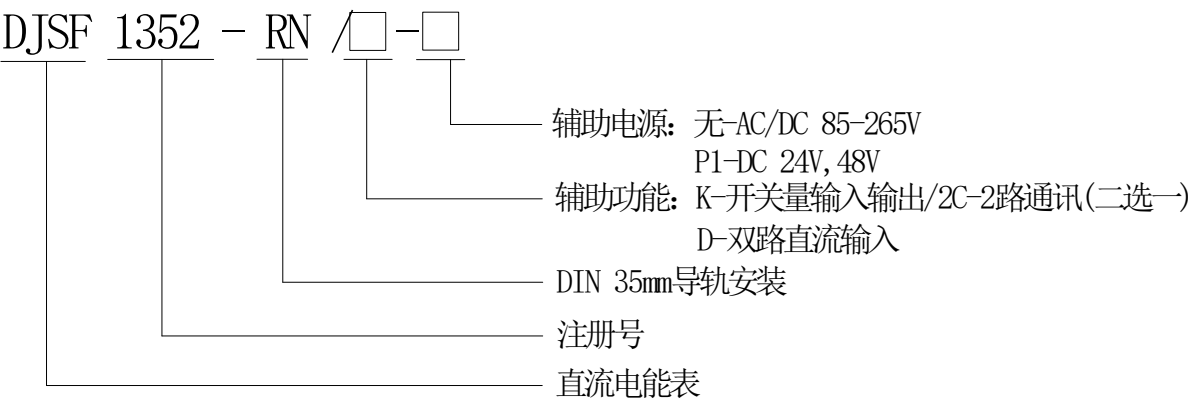 DJSF 1352 - RN /□-□
辅助电源: 无-AC/DC 85-265V
P1-DC 24V,48V
辅助功能: K-开关量输入输出/2C-2路通讯(二选一)
D-双路直流输入
DIN 35mm导轨安装
注册号
直流电能表